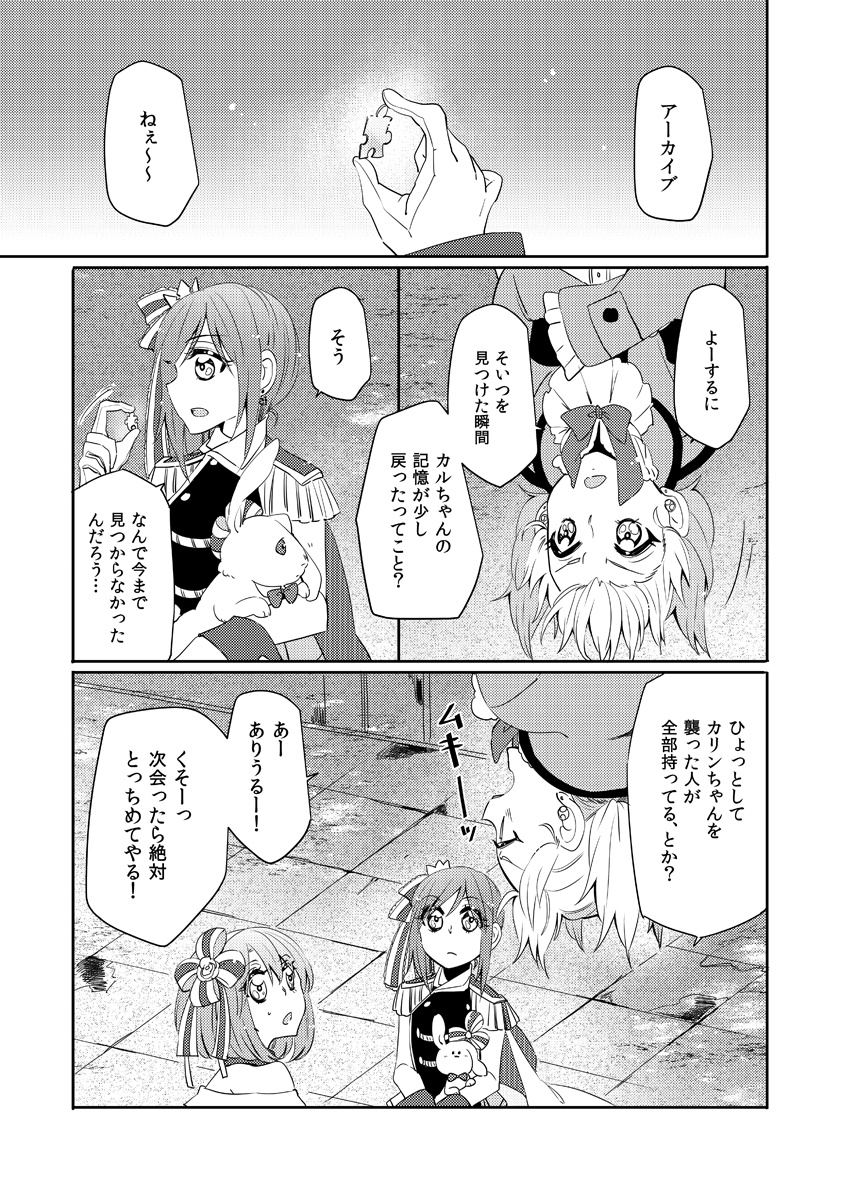 アーカイブ
ねぇ～～
よーするに
そいつを
見つけた瞬間
カルちゃんの
記憶が少し
戻ったってこと？
そう
なんで今まで
見つからなかった
んだろう…
ひょっとして
カリンちゃんを
襲った人が
全部持ってる、とか？
ムキーッ
あー
ありうるー！
くそーっ
次会ったら絶対
とっちめてやる！